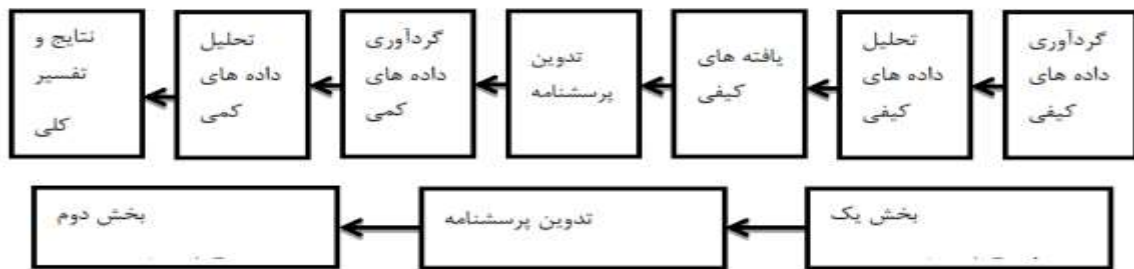 گردآوری
داده های
کیفی
تحلیل
داده های
کیفی
یافته های
کیفی
تدوین
پرسشنامه
گردآوری
داده های
کمی
تحلیل
داده های
کمی
نتایج و
تفسیر
کلی
بخش یک
تدوین پرسشنامه
بخش دوم